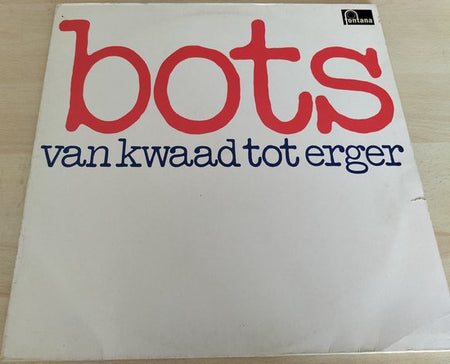 fontana
bots
van kwaad tot erger